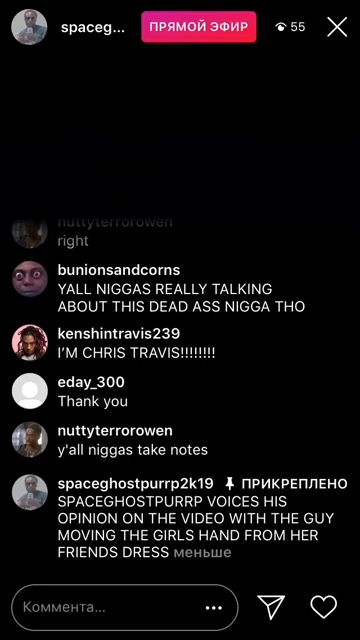 spaceg...
ПРЯМОЙ ЭФИР
55
nuttyterrorowen
right
bunionsandcorns
YALL NIGGAS REALLY TALKING
ABOUT THIS DEAD ASS NIGGA THO
kenshintravis239
I'M CHRIS TRAVIS!!!!!!!!
eday_300
Thank you
nuttyterrorowen
y'all niggas take notes
spaceghostpurrp2k19 ПРИКРЕПЛЕНО
SPACEGHOSTPURRP VOICES HIS
OPINION ON THE VIDEO WITH THE GUY
MOVING THE GIRLS HAND FROM HER
FRIENDS DRESS меньше
Коммента...